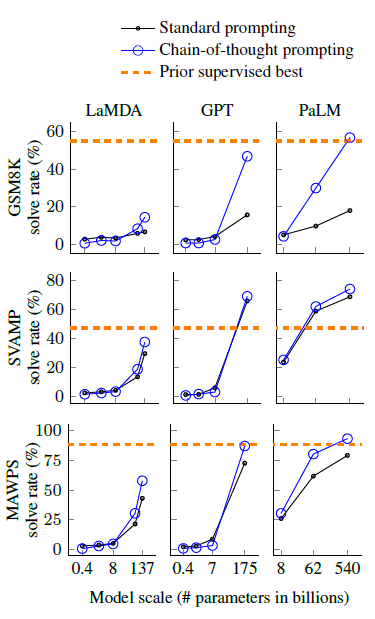 Standard prompting
Chain-of-thought prompting
Prior supervised best
LaMDA GPT PaLM
GSM8K
solve rate (%)
60
40
20
0
SVAMP
solve rate (%)
80
60
40
20
0
MAWPS
solve rate (%)
100
75
50
25
0
0.4 8 137 0.4 7 175 8 62 540
Model scale (# parameters in billions)